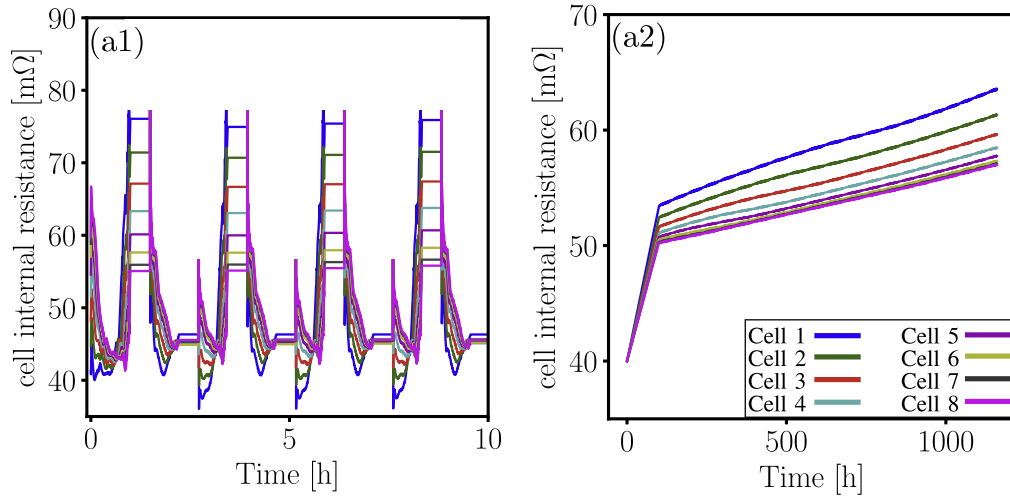 (a1)
cell internal resistance [mΩ]
90
80
70
60
50
40
0
5
10
Time [h]
(a2)
cell internal resistance [mΩ]
70
60
50
40
0
500
1000
Time [h]
Cell 1
Cell 2
Cell 3
Cell 4
Cell 5
Cell 6
Cell 7
Cell 8